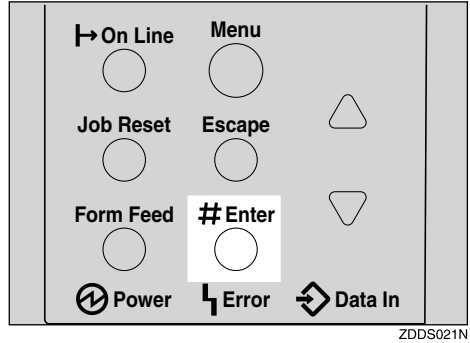 On Line Menu
Job Reset Escape
Form Feed # Enter
Power Error Data In
ZDDS021N